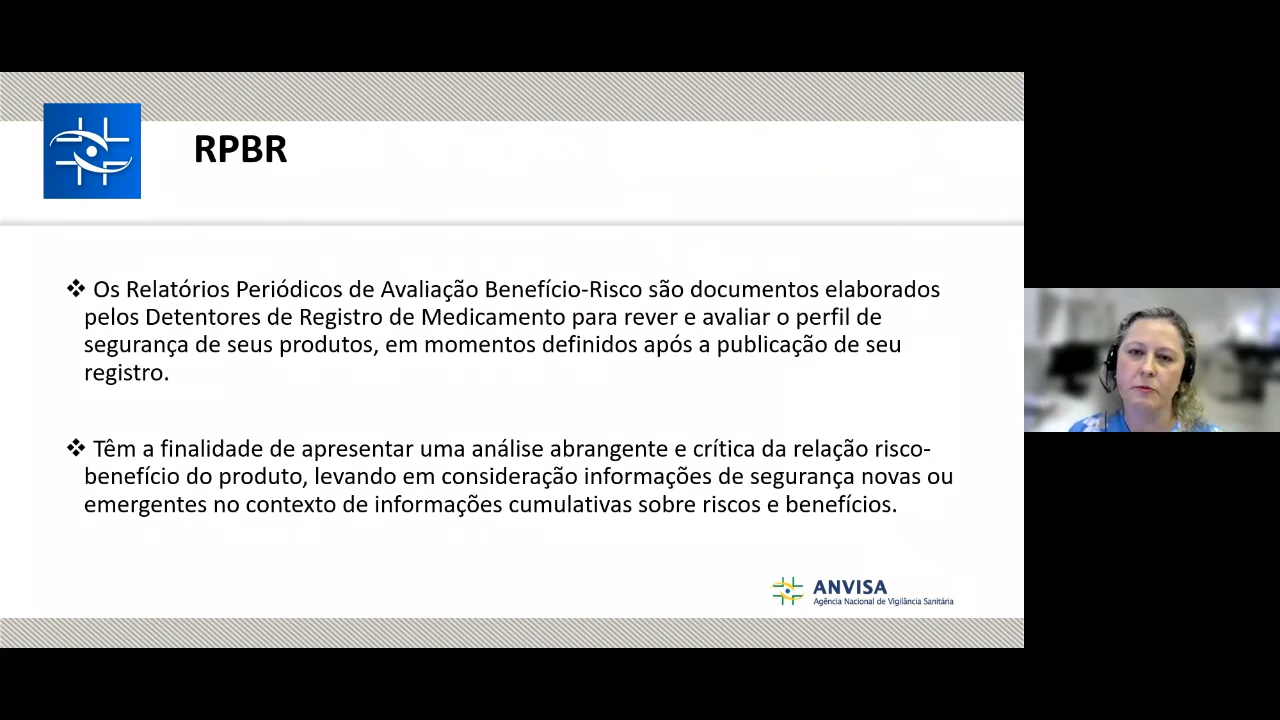 RPBR
❖ Os Relatórios Periódicos de Avaliação Benefício-Risco são documentos elaborados
pelos Detentores de Registro de Medicamento para rever e avaliar o perfil de
segurança de seus produtos, em momentos definidos após a publicação de seu
registro.
❖ Têm a finalidade de apresentar uma análise abrangente e crítica da relação risco-
benefício do produto, levando em consideração informações de segurança novas ou
emergentes no contexto de informações cumulativas sobre riscos e benefícios.
ANVISA
Agência Nacional de Vigilância Sanitária